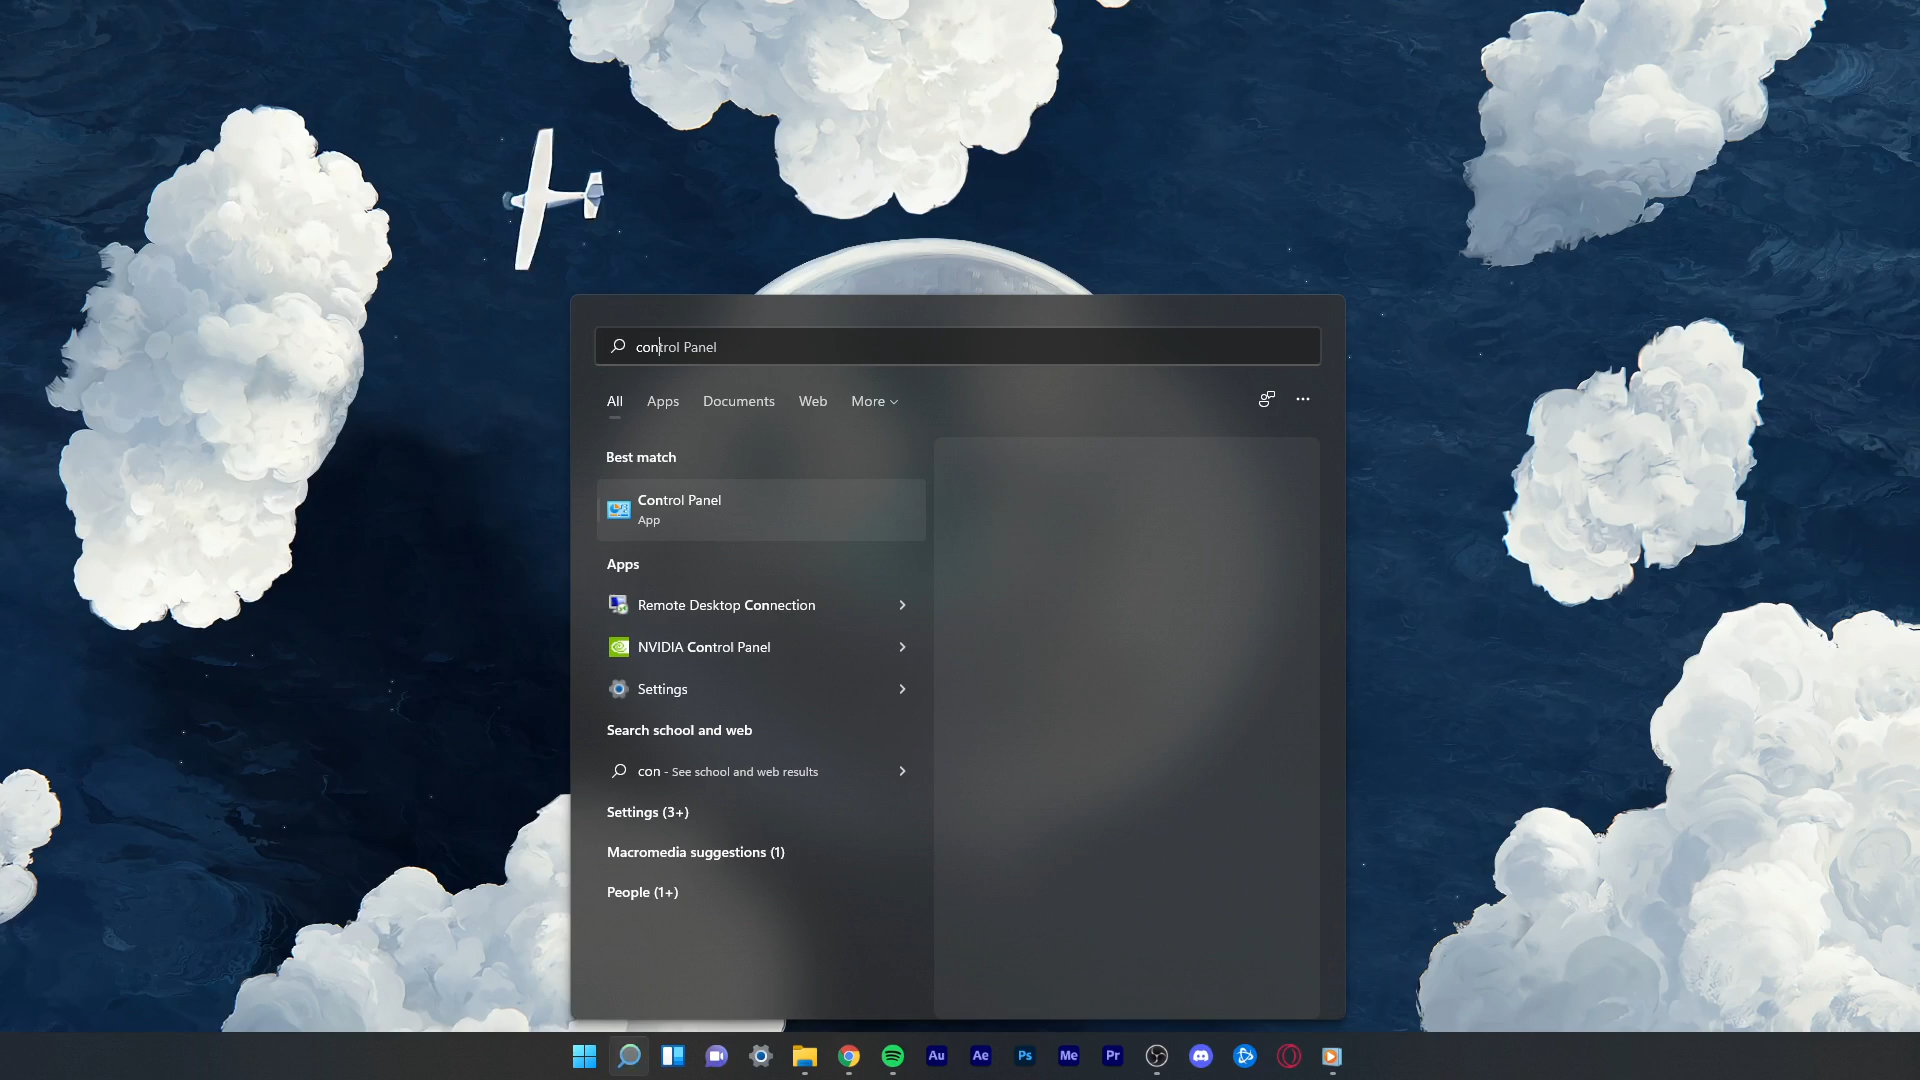 control Panel
All Apps Documents Web More
Best match
Control Panel
App
Apps
Remote Desktop Connection
NVIDIA Control Panel
Settings
Search school and web
con - See school and web results
Settings (3+)
Macromedia suggestions (1)
People (1+)
Au Ae Ps Me Pr